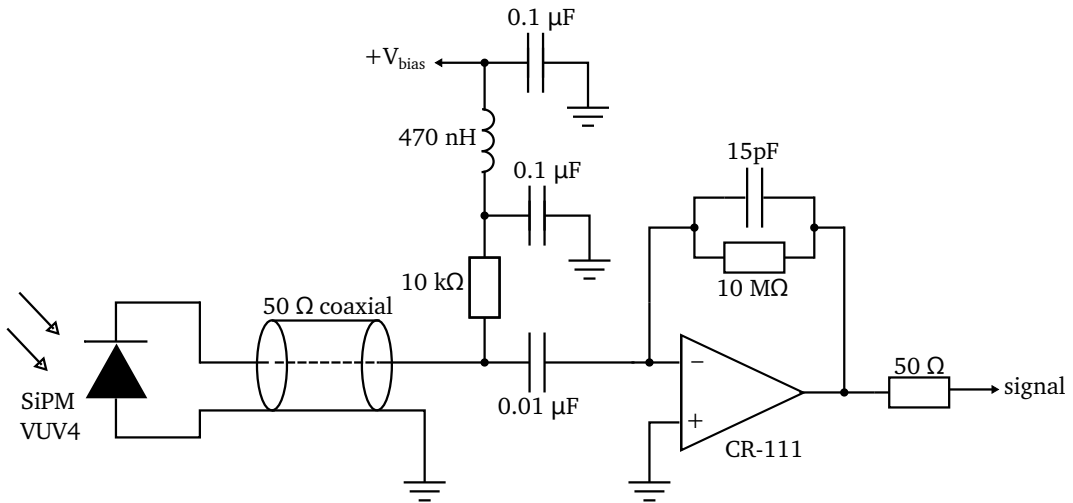 0.1 µF
+V_bias
470 nH
0.1 µF
15pF
10 kΩ
10 MΩ
50 Ω coaxial
−
50 Ω
signal
SiPM
VUV4
0.01 µF
+
CR-111